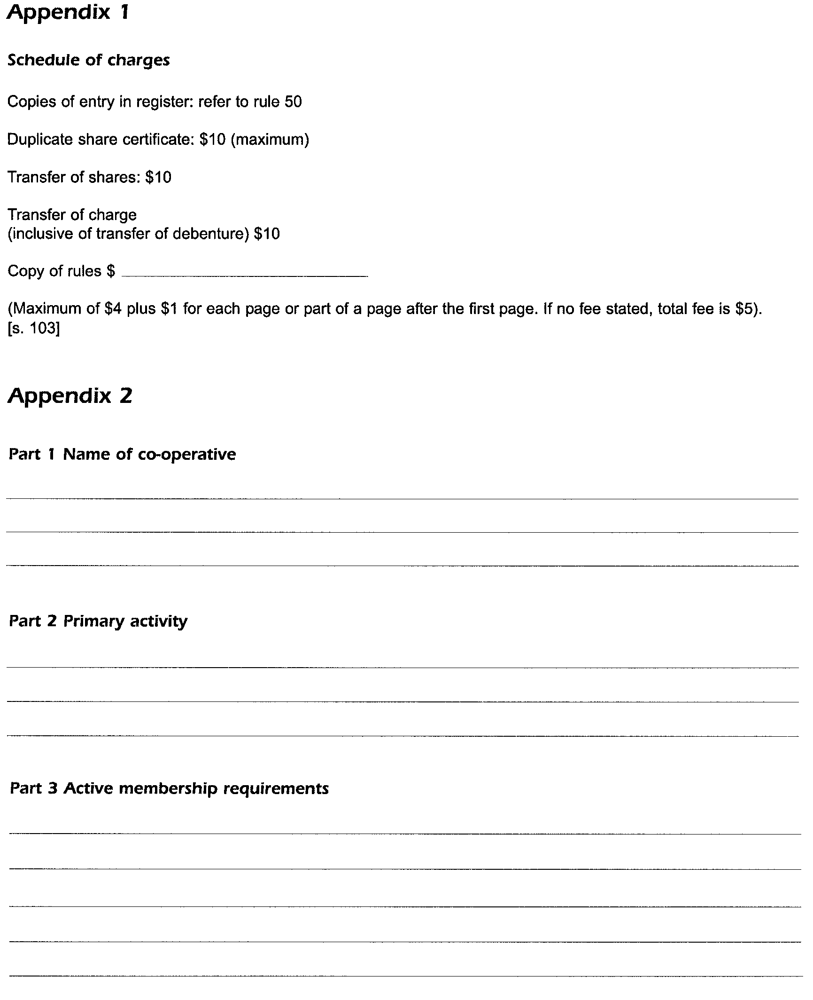 Appendix 1
Schedule of charges
Copies of entry in register: refer to rule 50
Duplicate share certificate: $10 (maximum)
Transfer of shares: $10
Transfer of charge
(inclusive of transfer of debenture) $10
Copy of rules $
(Maximum of $4 plus $1 for each page or part of a page after the first page. If no fee stated, total fee is $5).
[s. 103]
Appendix 2
Part 1 Name of co-operative
Part 2 Primary activity
Part 3 Active membership requirements